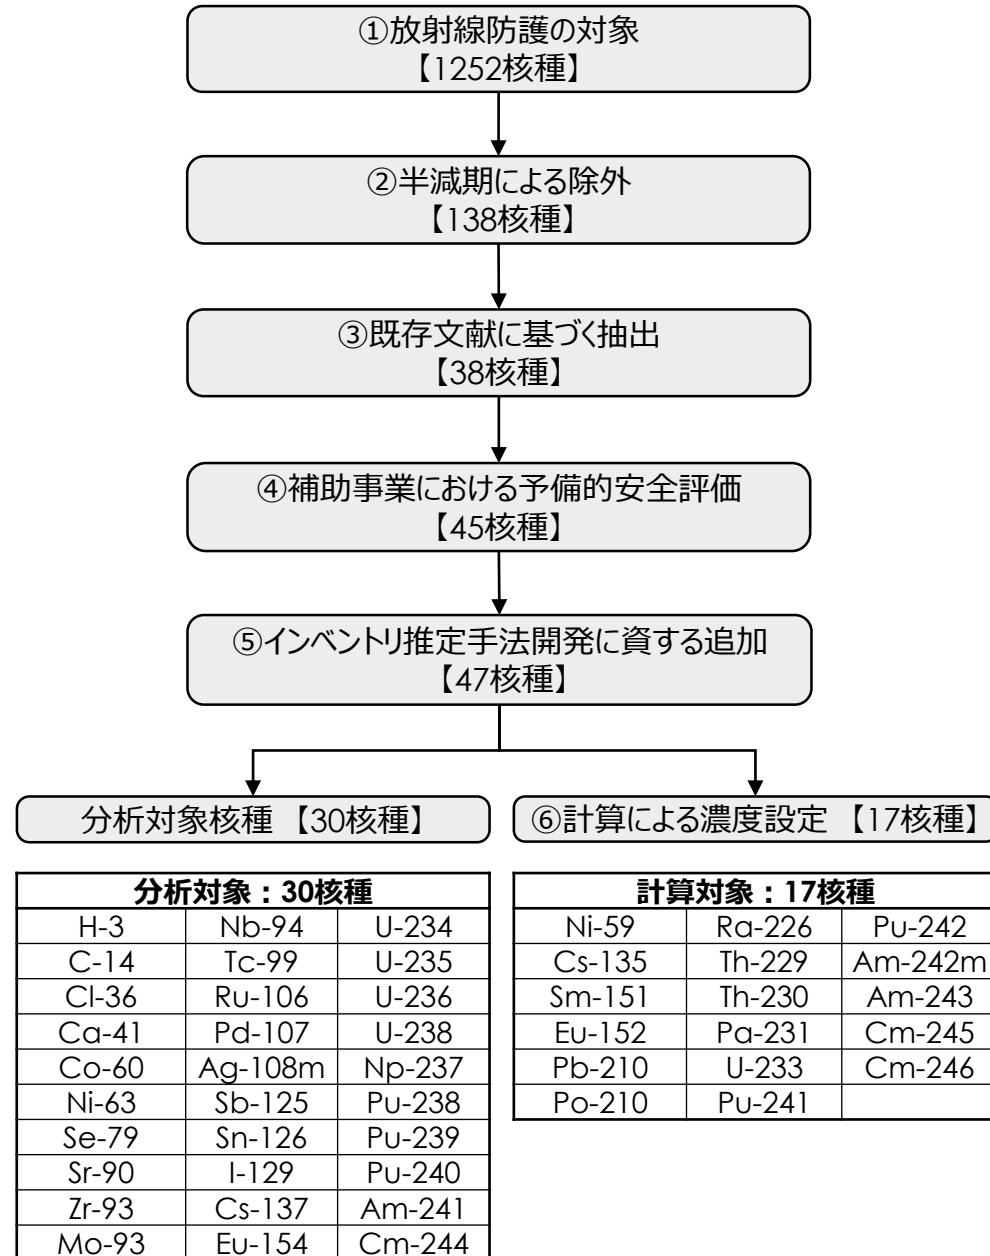 ①放射線防護の対象
【1252核種】
②半減期による除外
【138核種】
③既存文献に基づく抽出
【38核種】
④補助事業における予備的安全評価
【45核種】
⑤インベントリ推定手法開発に資する追加
【47核種】
分析対象核種 【30核種】
⑥計算による濃度設定 【17核種】
分析対象：30核種
H-3 Nb-94 U-234
C-14 Tc-99 U-235
Cl-36 Ru-106 U-236
Ca-41 Pd-107 U-238
Co-60 Ag-108m Np-237
Ni-63 Sb-125 Pu-238
Se-79 Sn-126 Pu-239
Sr-90 I-129 Pu-240
Zr-93 Cs-137 Am-241
Mo-93 Eu-154 Cm-244
計算対象：17核種
Ni-59 Ra-226 Pu-242
Cs-135 Th-229 Am-242m
Sm-151 Th-230 Am-243
Eu-152 Pa-231 Cm-245
Pb-210 U-233 Cm-246
Po-210 Pu-241